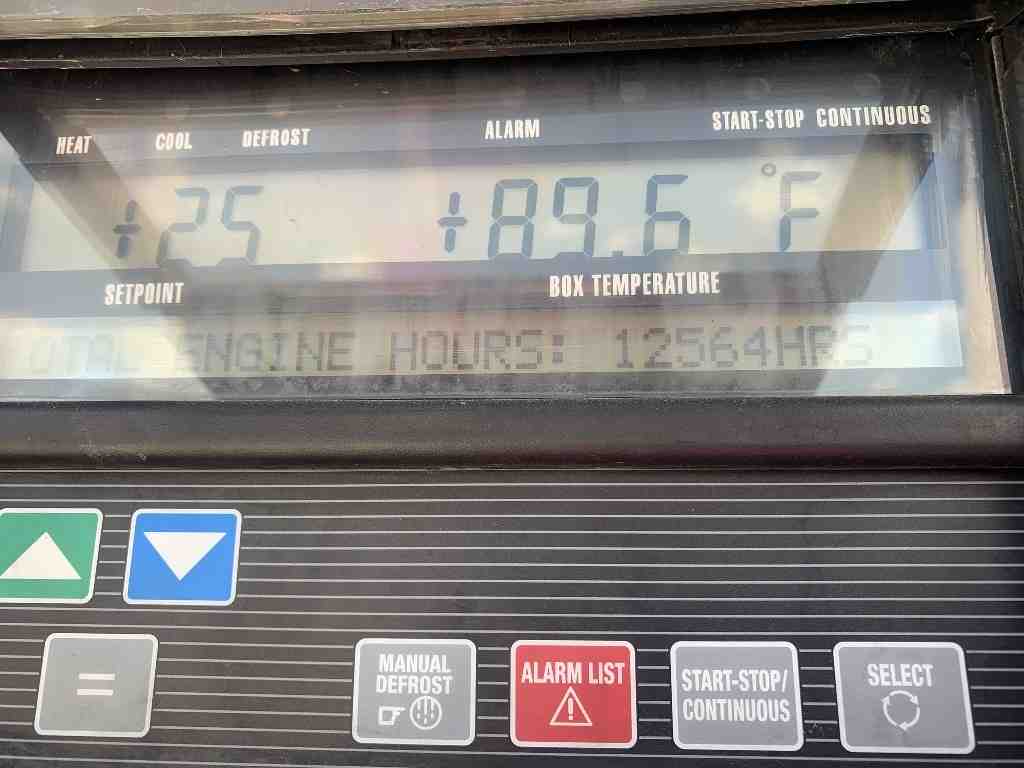 HEAT COOL DEFROST ALARM START-STOP CONTINUOUS
+25 +89.6 °F
SETPOINT BOX TEMPERATURE
TOTAL ENGINE HOURS: 12564HRS
=
MANUAL DEFROST
ALARM LIST
!
START-STOP/
CONTINUOUS
SELECT